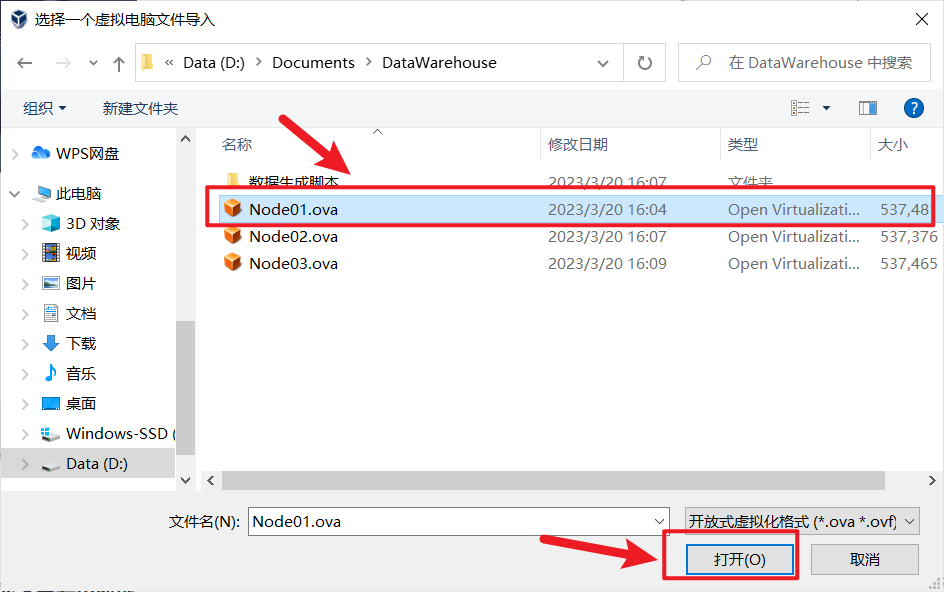 选择一个虚拟电脑文件导入
« Data (D:) > Documents > DataWarehouse
在 DataWarehouse 中搜索
组织
新建文件夹
名称 修改日期 类型 大小
WPS网盘
此电脑
3D 对象
视频
图片
文档
下载
音乐
桌面
Windows-SSD (
Data (D:)
数据生成脚本 2023/3/20 16:07 文件夹
Node01.ova 2023/3/20 16:04 Open Virtualizati... 537,481
Node02.ova 2023/3/20 16:07 Open Virtualizati... 537,376
Node03.ova 2023/3/20 16:09 Open Virtualizati... 537,465
文件名(N): Node01.ova
开放式虚拟化格式 (*.ova *.ovf)
打开(O)
取消